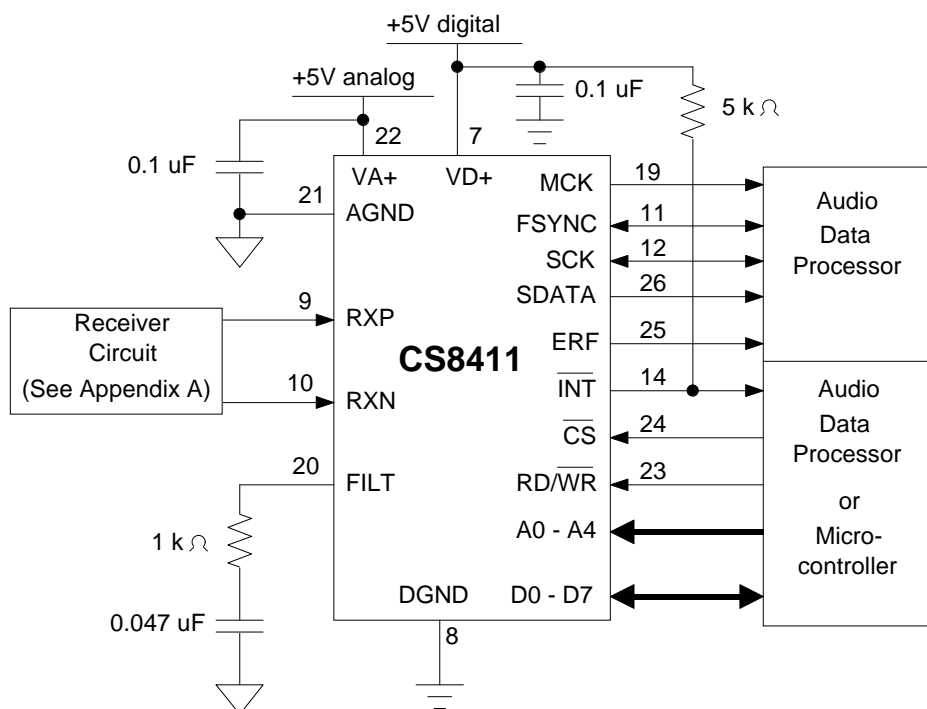 +5V digital
+5V analog
0.1 uF
5 k Ω
22
7
0.1 uF
VA+
VD+
MCK
19
21
AGND
FSYNC
11
SCK
12
SDATA
26
Audio
Data
Processor
9
RXP
Receiver
Circuit
(See Appendix A)
CS8411
ERF
25
10
RXN
INT
14
CS
24
20
FILT
RD/WR
23
Audio
Data
Processor
or
Micro-
controller
1 k Ω
A0 - A4
0.047 uF
DGND
D0 - D7
8